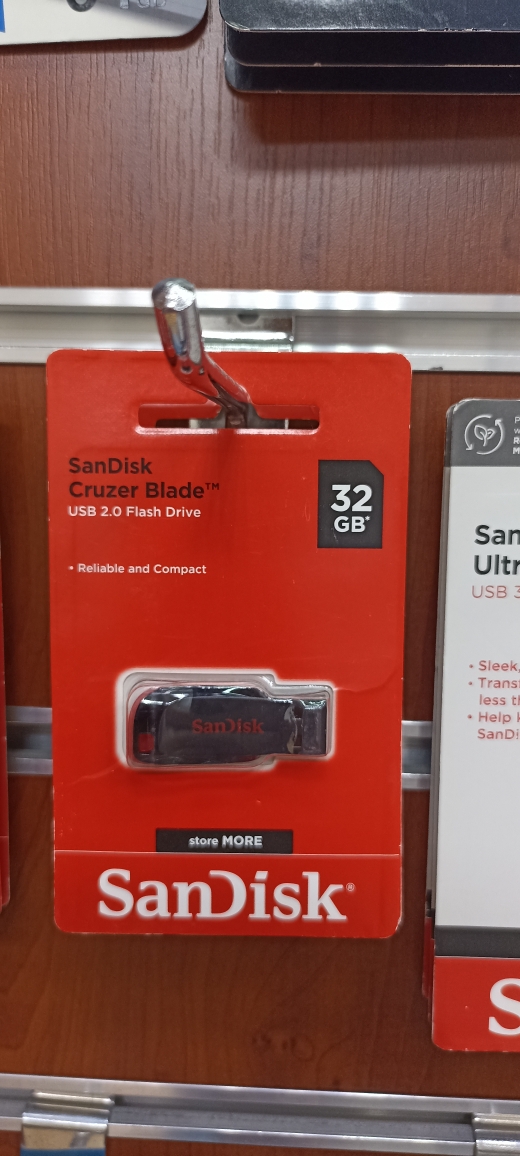 SanDisk
Cruzer Blade™
USB 2.0 Flash Drive
32
GB*
• Reliable and Compact
SanDisk
store MORE
SanDisk®
San
Ultr
USB 3
• Sleek,
• Transf
less th
• Help k
SanDi
S